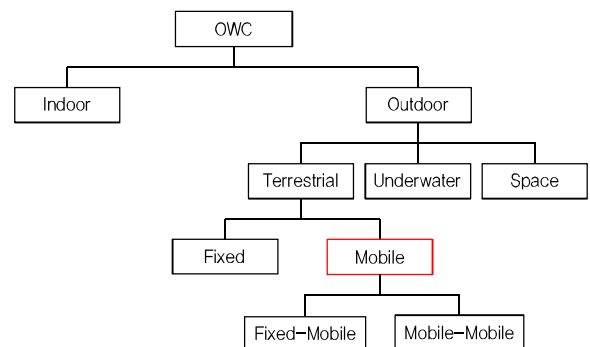 OWC
Indoor
Outdoor
Terrestrial
Underwater
Space
Fixed
Mobile
Fixed-Mobile
Mobile-Mobile